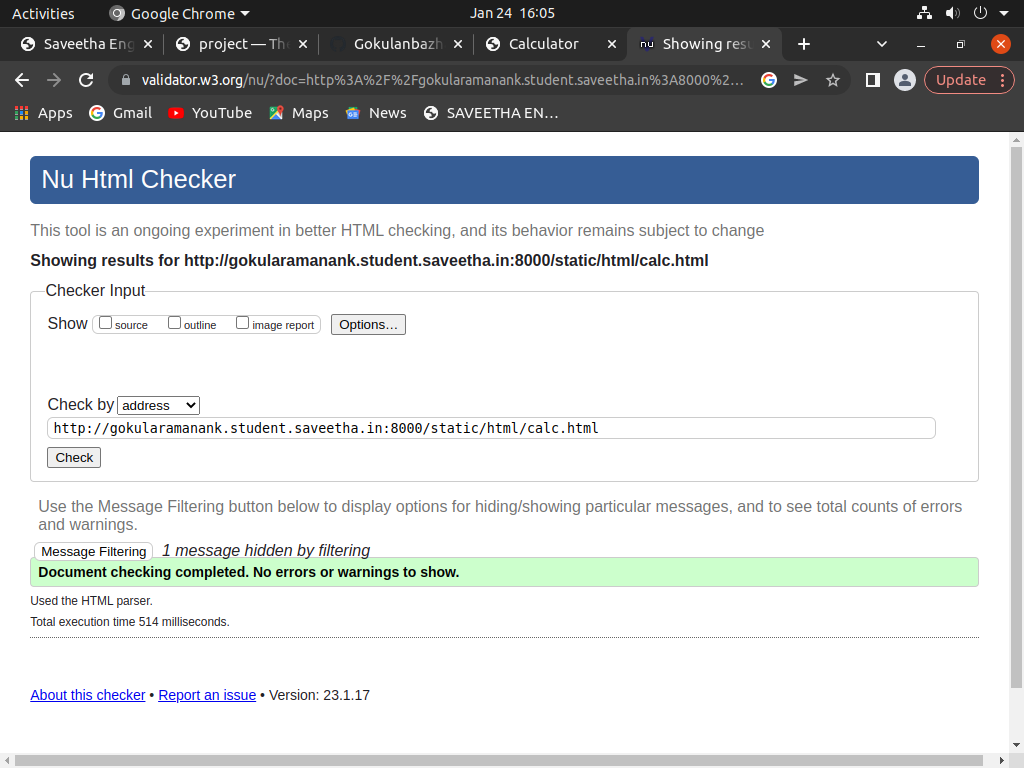 Activities Google Chrome Jan 24 16:05
Saveetha Eng project — The Gokulanbazh Calculator nu Showing resu
validator.w3.org/nu/?doc=http%3A%2F%2Fgokularamanank.student.saveetha.in%3A8000%2... Update
Apps Gmail YouTube Maps News SAVEETHA EN…
Nu Html Checker
This tool is an ongoing experiment in better HTML checking, and its behavior remains subject to change
Showing results for http://gokularamanank.student.saveetha.in:8000/static/html/calc.html
Checker Input
Show source outline image report Options…
Check by address
http://gokularamanank.student.saveetha.in:8000/static/html/calc.html
Check
Use the Message Filtering button below to display options for hiding/showing particular messages, and to see total counts of errors
and warnings.
Message Filtering 1 message hidden by filtering
Document checking completed. No errors or warnings to show.
Used the HTML parser.
Total execution time 514 milliseconds.
About this checker • Report an issue • Version: 23.1.17